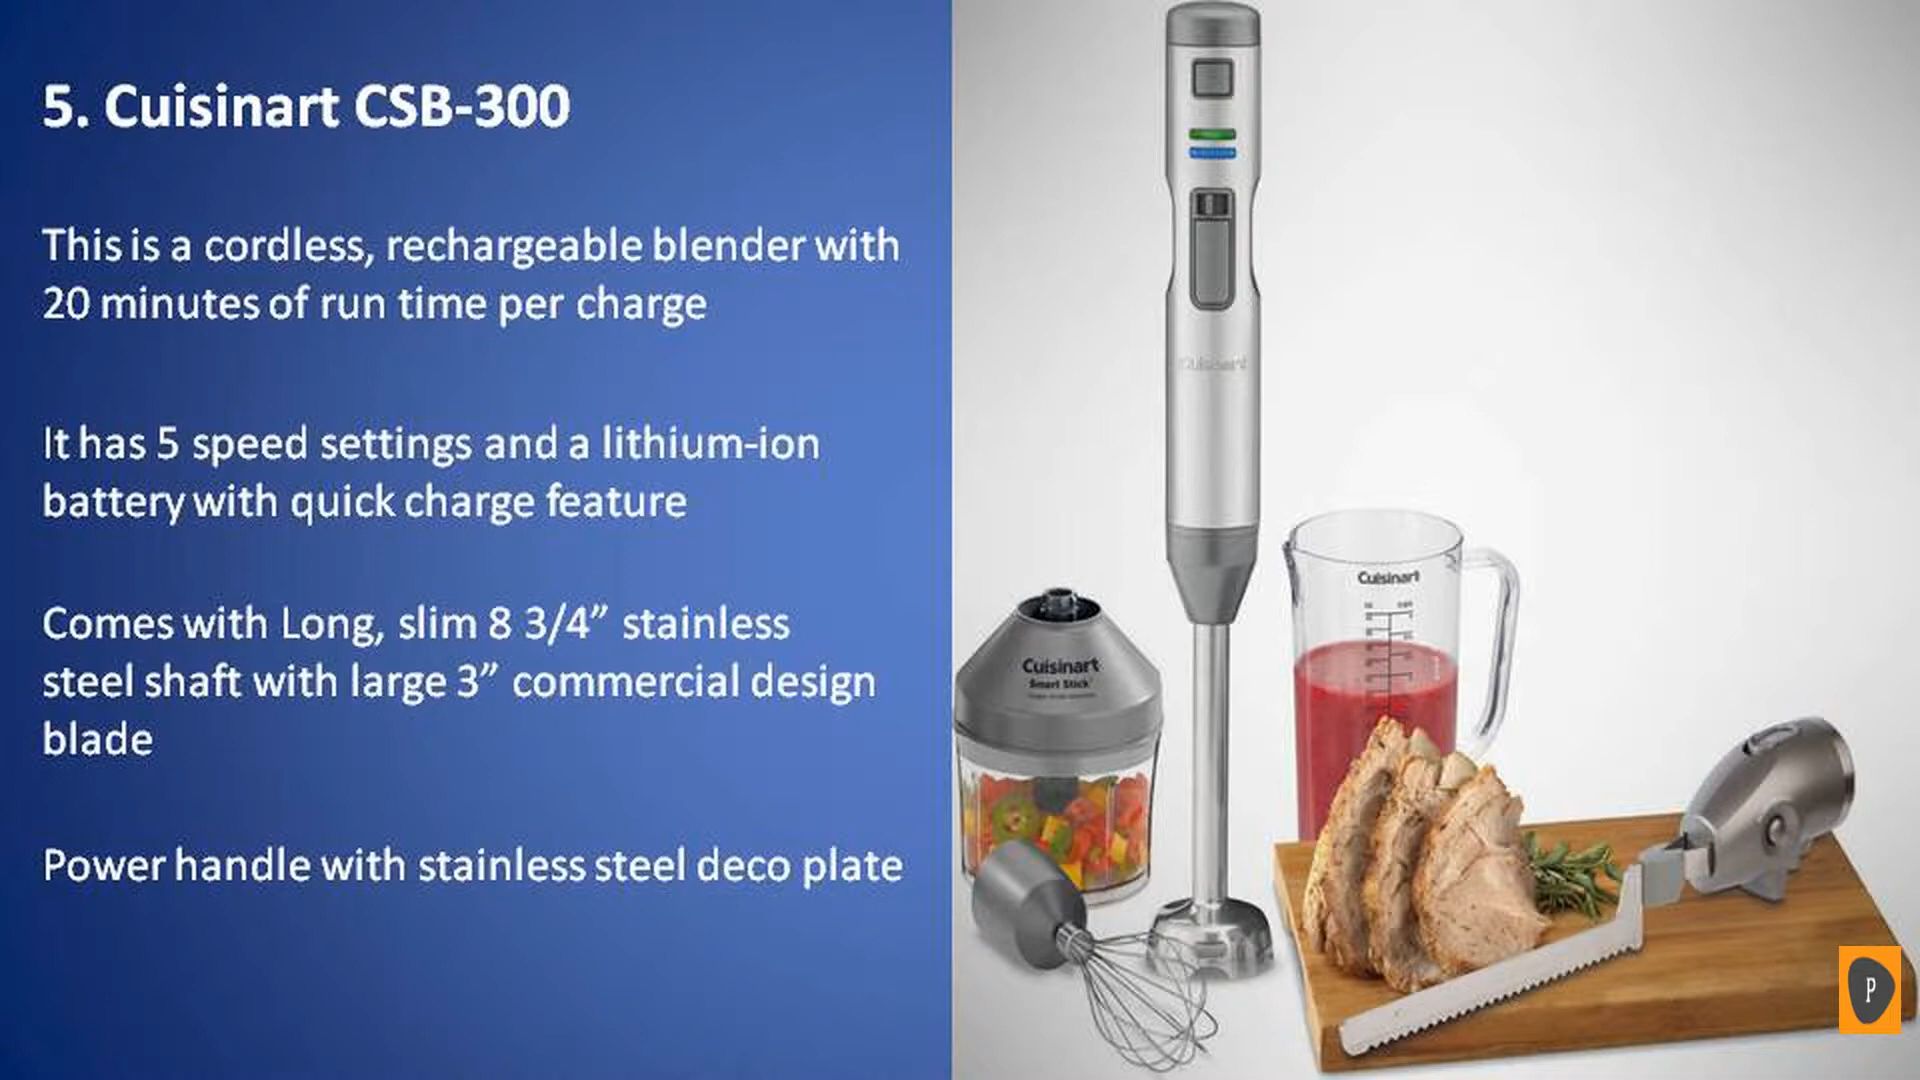 5. Cuisinart CSB-300
This is a cordless, rechargeable blender with
20 minutes of run time per charge
It has 5 speed settings and a lithium-ion
battery with quick charge feature
Comes with Long, slim 8 3/4” stainless
steel shaft with large 3” commercial design
blade
Power handle with stainless steel deco plate
Cuisinart
Cuisinart
Cuisinart
Smart Stick
P